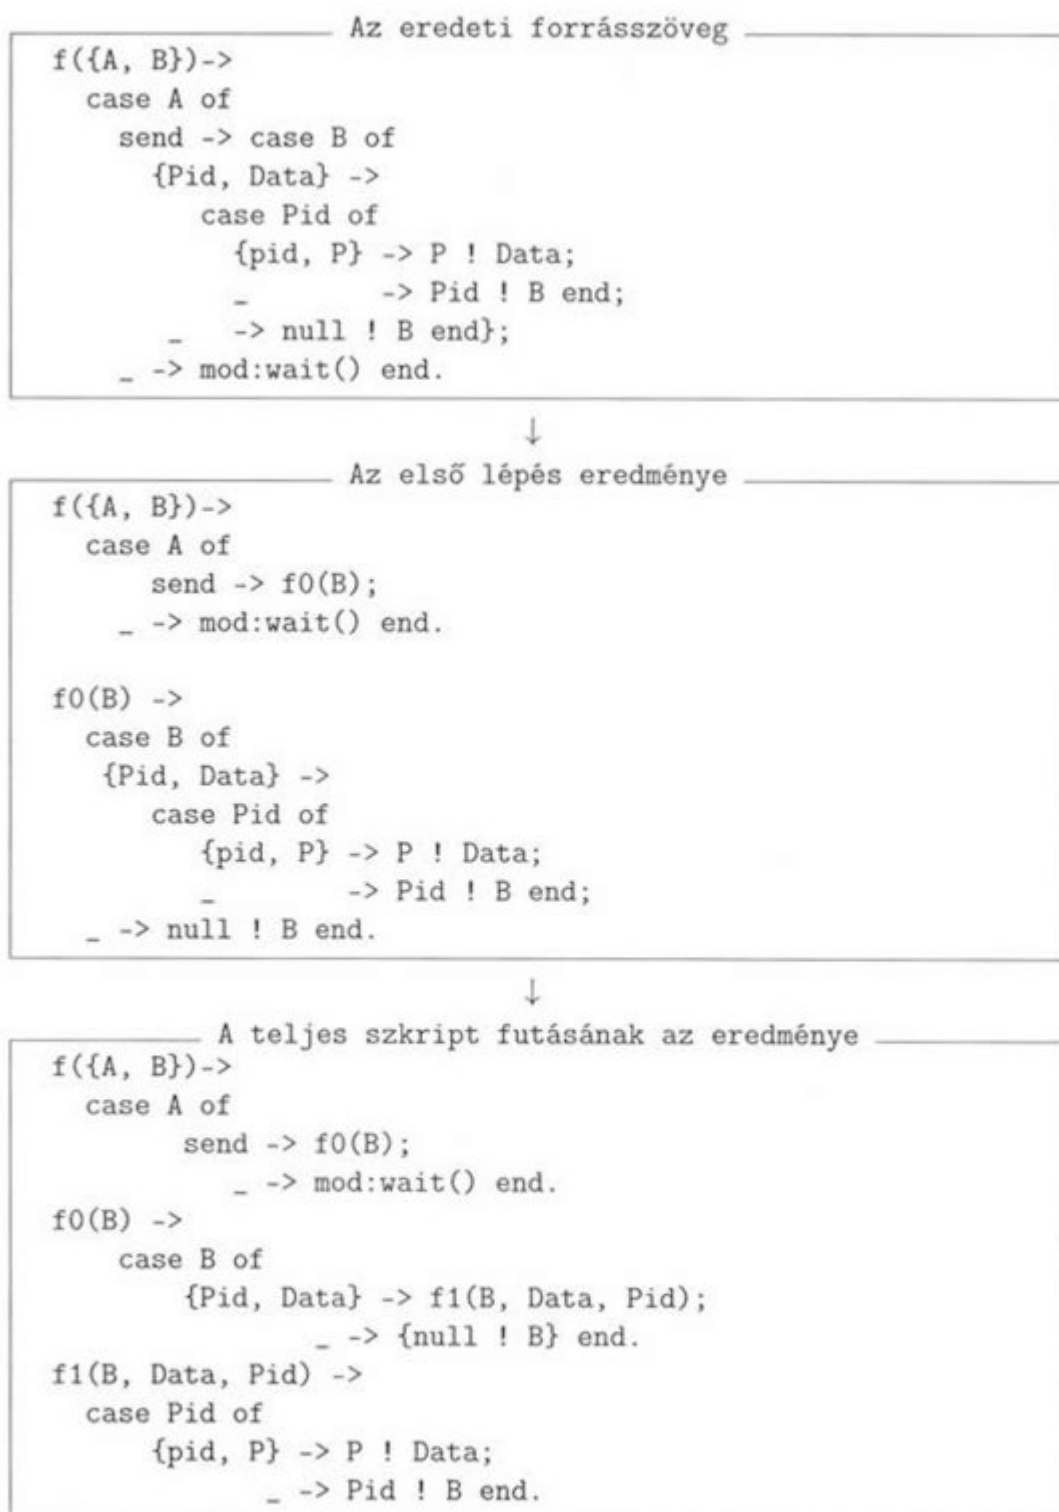 Az eredeti forrásszöveg
f({A, B})->
  case A of
    send -> case B of
      {Pid, Data} ->
         case Pid of
           {pid, P} -> P ! Data;
           _        -> Pid ! B end;
       _   -> null ! B end};
    _ -> mod:wait() end.
↓
Az első lépés eredménye
f({A, B})->
  case A of
      send -> f0(B);
    _ -> mod:wait() end.

f0(B) ->
  case B of
   {Pid, Data} ->
      case Pid of
         {pid, P} -> P ! Data;
         _        -> Pid ! B end;
  _ -> null ! B end.
↓
A teljes szkript futásának az eredménye
f({A, B})->
  case A of
        send -> f0(B);
           _ -> mod:wait() end.
f0(B) ->
    case B of
        {Pid, Data} -> f1(B, Data, Pid);
                _ -> {null ! B} end.
f1(B, Data, Pid) ->
  case Pid of
      {pid, P} -> P ! Data;
             _ -> Pid ! B end.